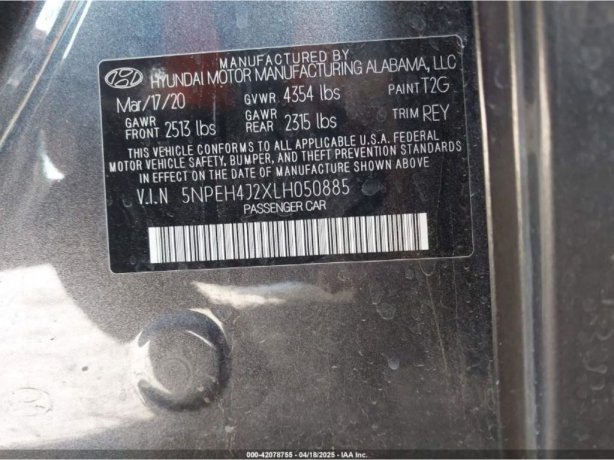 MANUFACTURED BY
HYUNDAI MOTOR MANUFACTURING ALABAMA, LLC
Mar/17/20 GVWR 4354 lbs PAINT T2G
GAWR FRONT 2513 lbs GAWR REAR 2315 lbs TRIM REY
THIS VEHICLE CONFORMS TO ALL APPLICABLE U.S.A. FEDERAL
MOTOR VEHICLE SAFETY, BUMPER, AND THEFT PREVENTION STANDARDS
IN EFFECT ON THE DATE OF MANUFACTURE SHOWN ABOVE.
V.I.N 5NPEH4J2XLH050885
PASSENGER CAR
000-42078755 - 04/18/2025 - IAA Inc.